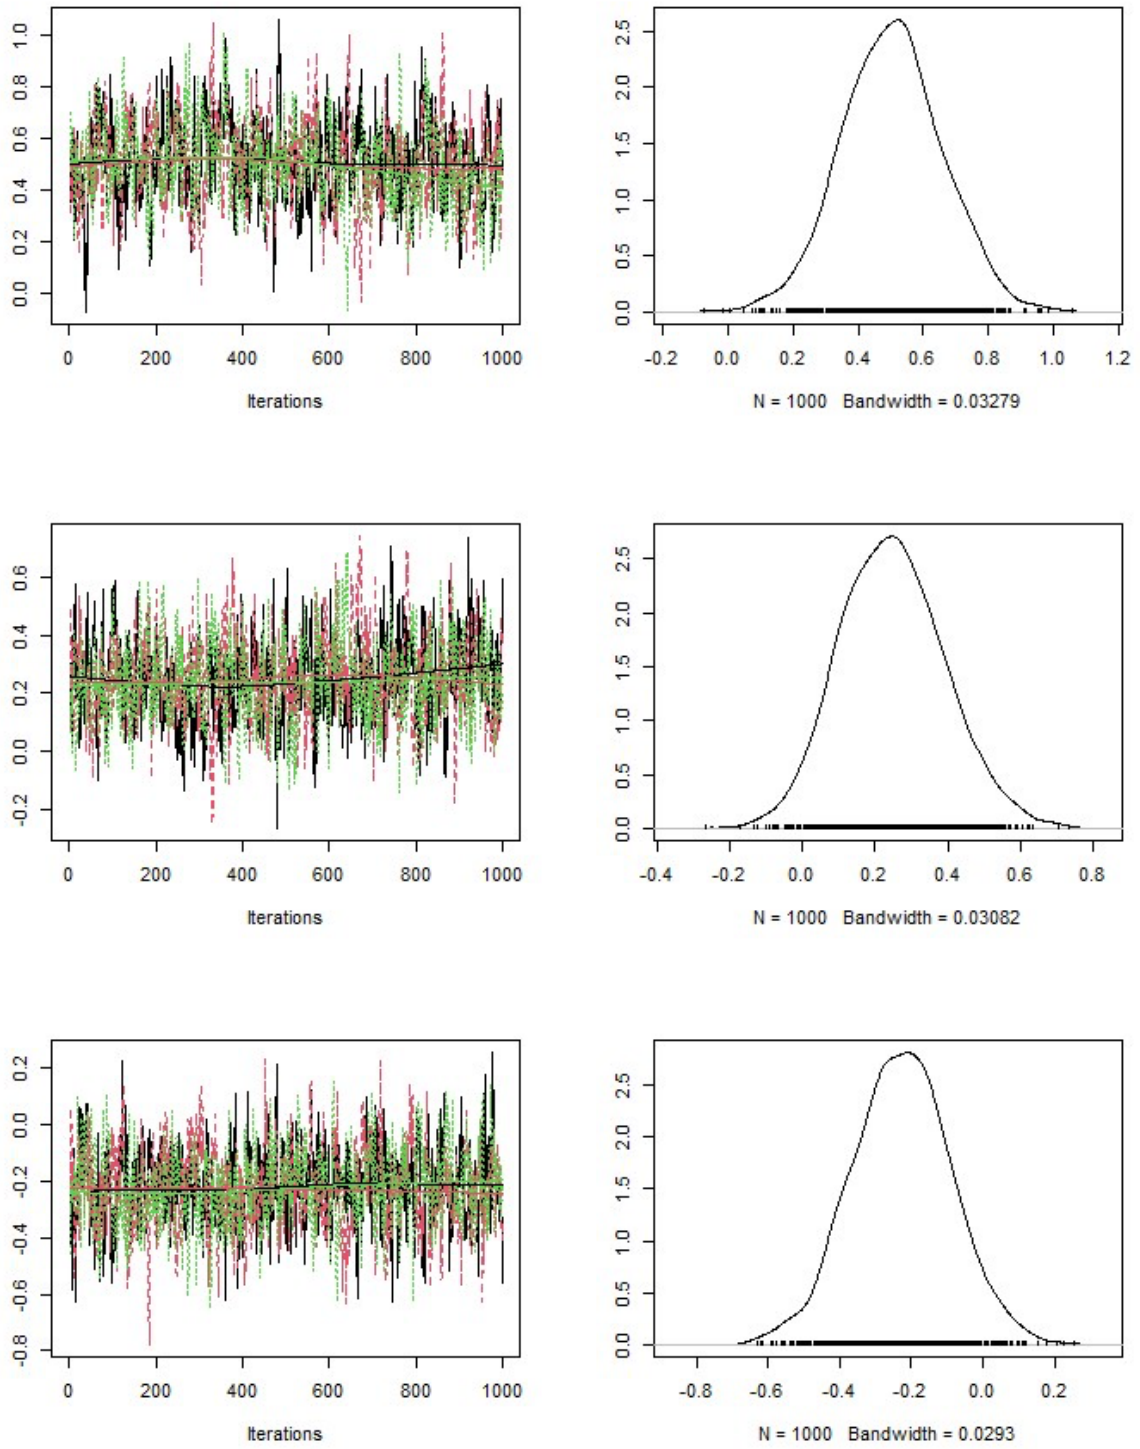 0.0 0.2 0.4 0.6 0.8 1.0
0 200 400 600 800 1000
Iterations
0.0 0.5 1.0 1.5 2.0 2.5
-0.2 0.0 0.2 0.4 0.6 0.8 1.0 1.2
N = 1000 Bandwidth = 0.03279
-0.2 0.0 0.2 0.4 0.6
0 200 400 600 800 1000
Iterations
0.0 0.5 1.0 1.5 2.0 2.5
-0.4 -0.2 0.0 0.2 0.4 0.6 0.8
N = 1000 Bandwidth = 0.03082
-0.8 -0.6 -0.4 -0.2 0.0 0.2
0 200 400 600 800 1000
Iterations
0.0 0.5 1.0 1.5 2.0 2.5
-0.8 -0.6 -0.4 -0.2 0.0 0.2
N = 1000 Bandwidth = 0.0293